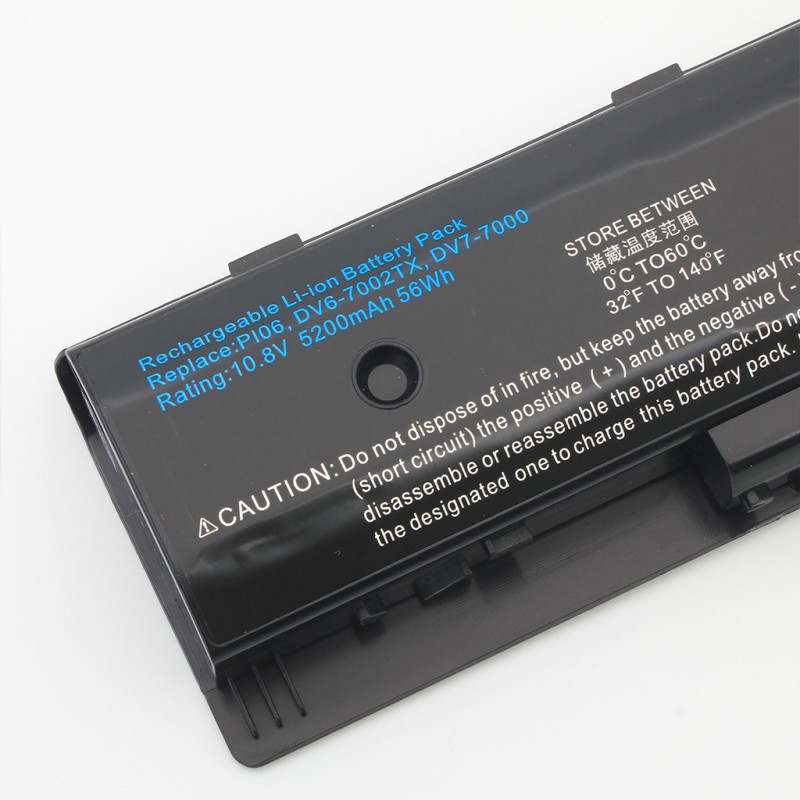 Rechargeable Li-ion Battery Pack
Replace:PI06, DV6-7002TX, DV7-7000
Rating:10.8V 5200mAh 56Wh
STORE BETWEEN
储藏温度范围
0°C TO60°C
32°F TO 140°F
⚠CAUTION: Do not dispose of in fire, but keep the battery away from
(short circuit) the positive (+) and the negative (-
disassemble or reassemble the battery pack.Do no
the designated one to charge this battery pack.